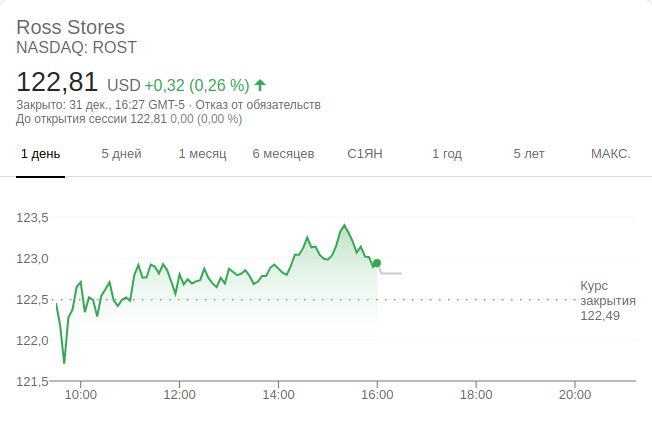 Ross Stores
NASDAQ: ROST
122,81 USD +0,32 (0,26 %)
Закрыто: 31 дек., 16:27 GMT-5 · Отказ от обязательств
До открытия сессии 122,81 0,00 (0,00 %)
1 день 5 дней 1 месяц 6 месяцев С1ЯН 1 год 5 лет МАКС.
123,5
123,0
122,5
122,0
121,5
Курс
закрытия
122,49
10:00 12:00 14:00 16:00 18:00 20:00